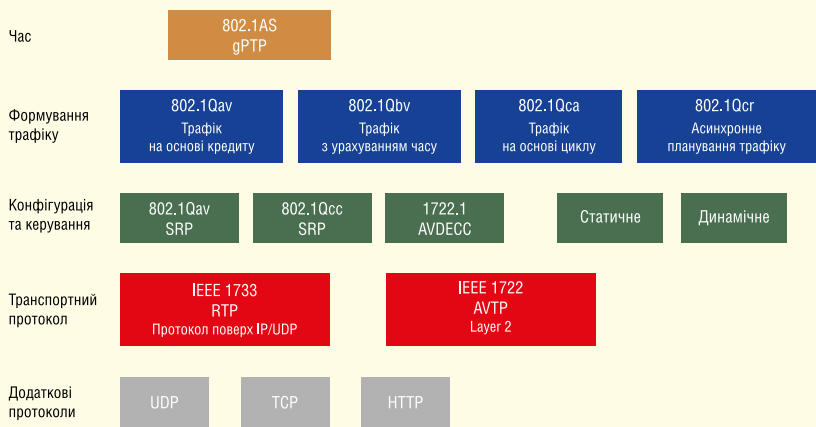 Час
802.1AS
gPTP
Формування
трафіку
802.1Qav
Трафік
на основі кредиту
802.1Qbv
Трафік
з урахуванням часу
802.1Qca
Трафік
на основі циклу
802.1Qcr
Асинхронне
планування трафіку
Конфігурація
та керування
802.1Qav
SRP
802.1Qcc
SRP
1722.1
AVDECC
Статичне
Динамічне
Транспортний
протокол
IEEE 1733
RTP
Протокол поверх IP/UDP
IEEE 1722
AVTP
Layer 2
Додаткові
протоколи
UDP
TCP
HTTP